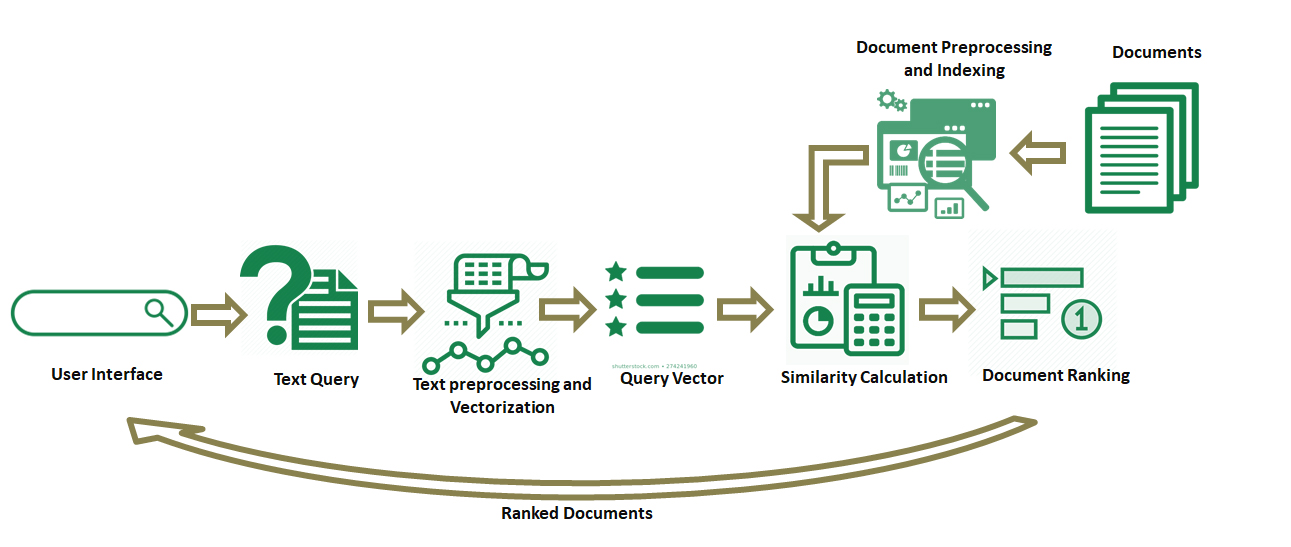 Document Preprocessing
and Indexing
Documents
User Interface
Text Query
Text preprocessing and
Vectorization
shutterstock.com • 274241960
Query Vector
Similarity Calculation
1
Document Ranking
Ranked Documents